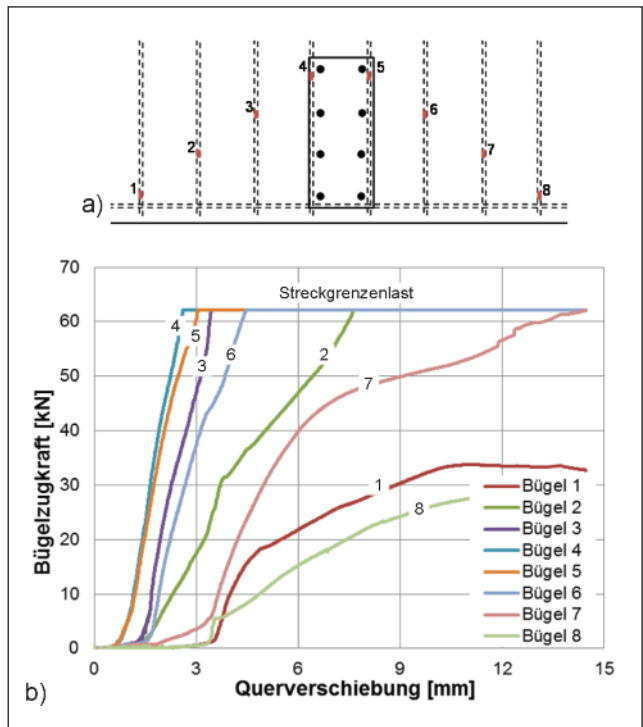 4
5
3
6
2
7
1
8
a)
70
60
50
40
30
20
10
0
Bügelzugkraft [kN]
Streckgrenzenlast
4
5
3
6
2
7
1
8
Bügel 1
Bügel 2
Bügel 3
Bügel 4
Bügel 5
Bügel 6
Bügel 7
Bügel 8
0 3 6 9 12 15
b)
Querverschiebung [mm]